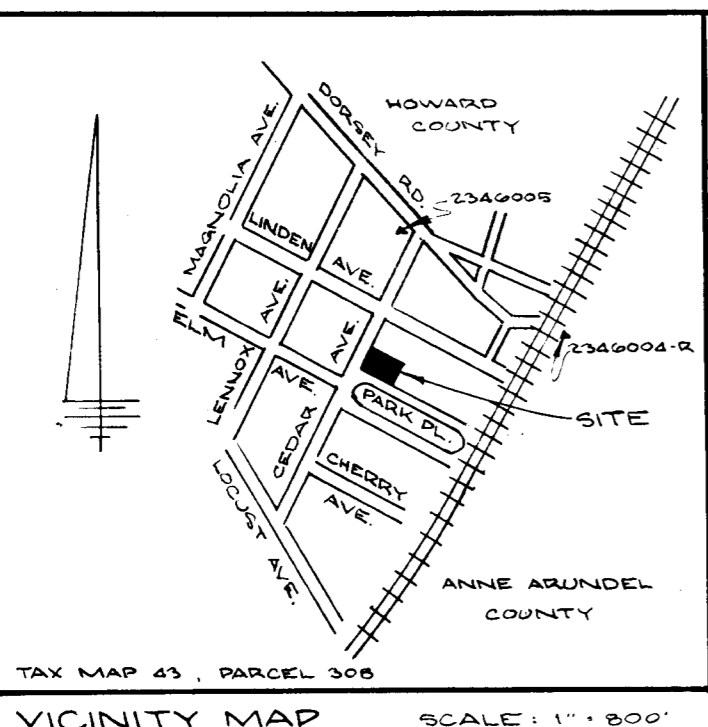 HOWARD
COUNTY
DORSEY RD.
2346005
MAGNOLIA AVE.
LINDEN AVE.
ELM AVE.
LENNOX AVE.
CEDAR AVE.
2346004-R
SITE
PARK PL.
CHERRY
AVE.
LOCUST AVE.
ANNE ARUNDEL
COUNTY
TAX MAP 43, PARCEL 308
VICINITY MAP
SCALE: 1" = 800'